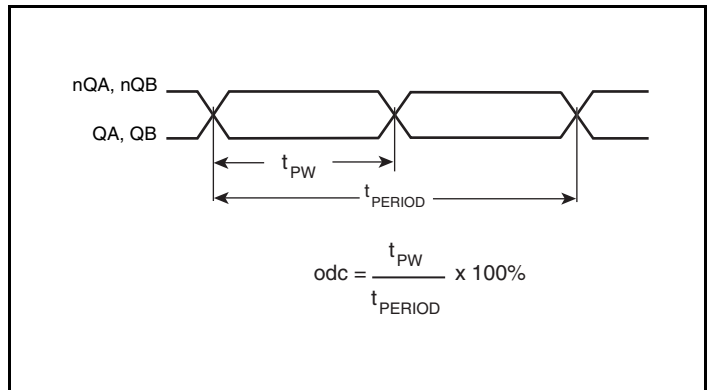 nQA, nQB
QA, QB
tPW
tPERIOD
odc = tPW / tPERIOD x 100%